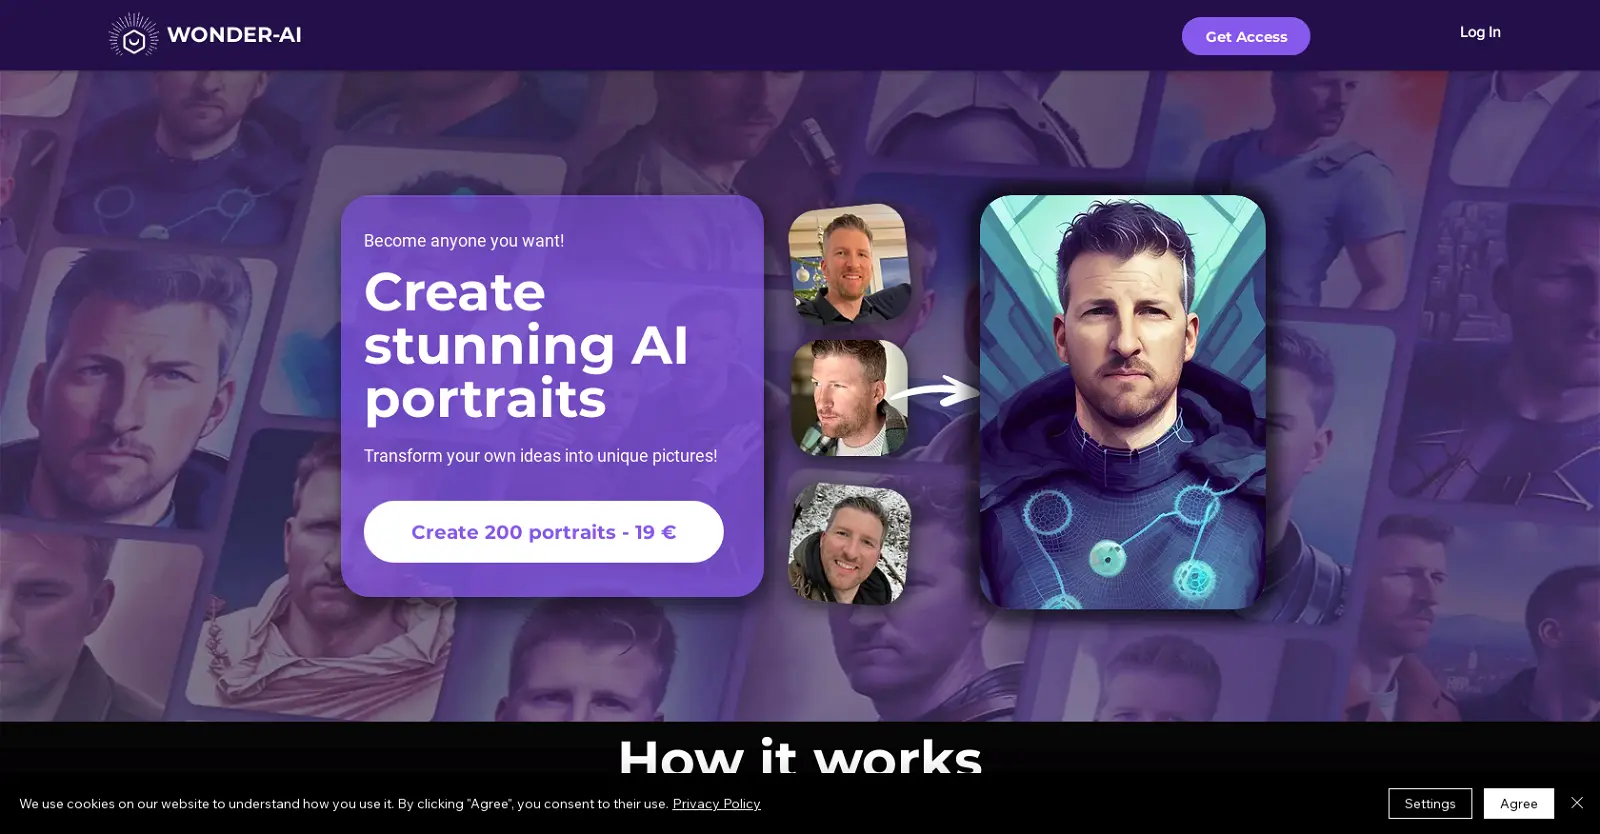 WONDER-AI
Get Access
Log In
Become anyone you want!
Create
stunning AI
portraits
Transform your own ideas into unique pictures!
Create 200 portraits - 19 €
How it works
We use cookies on our website to understand how you use it. By clicking "Agree", you consent to their use. Privacy Policy
Settings
Agree